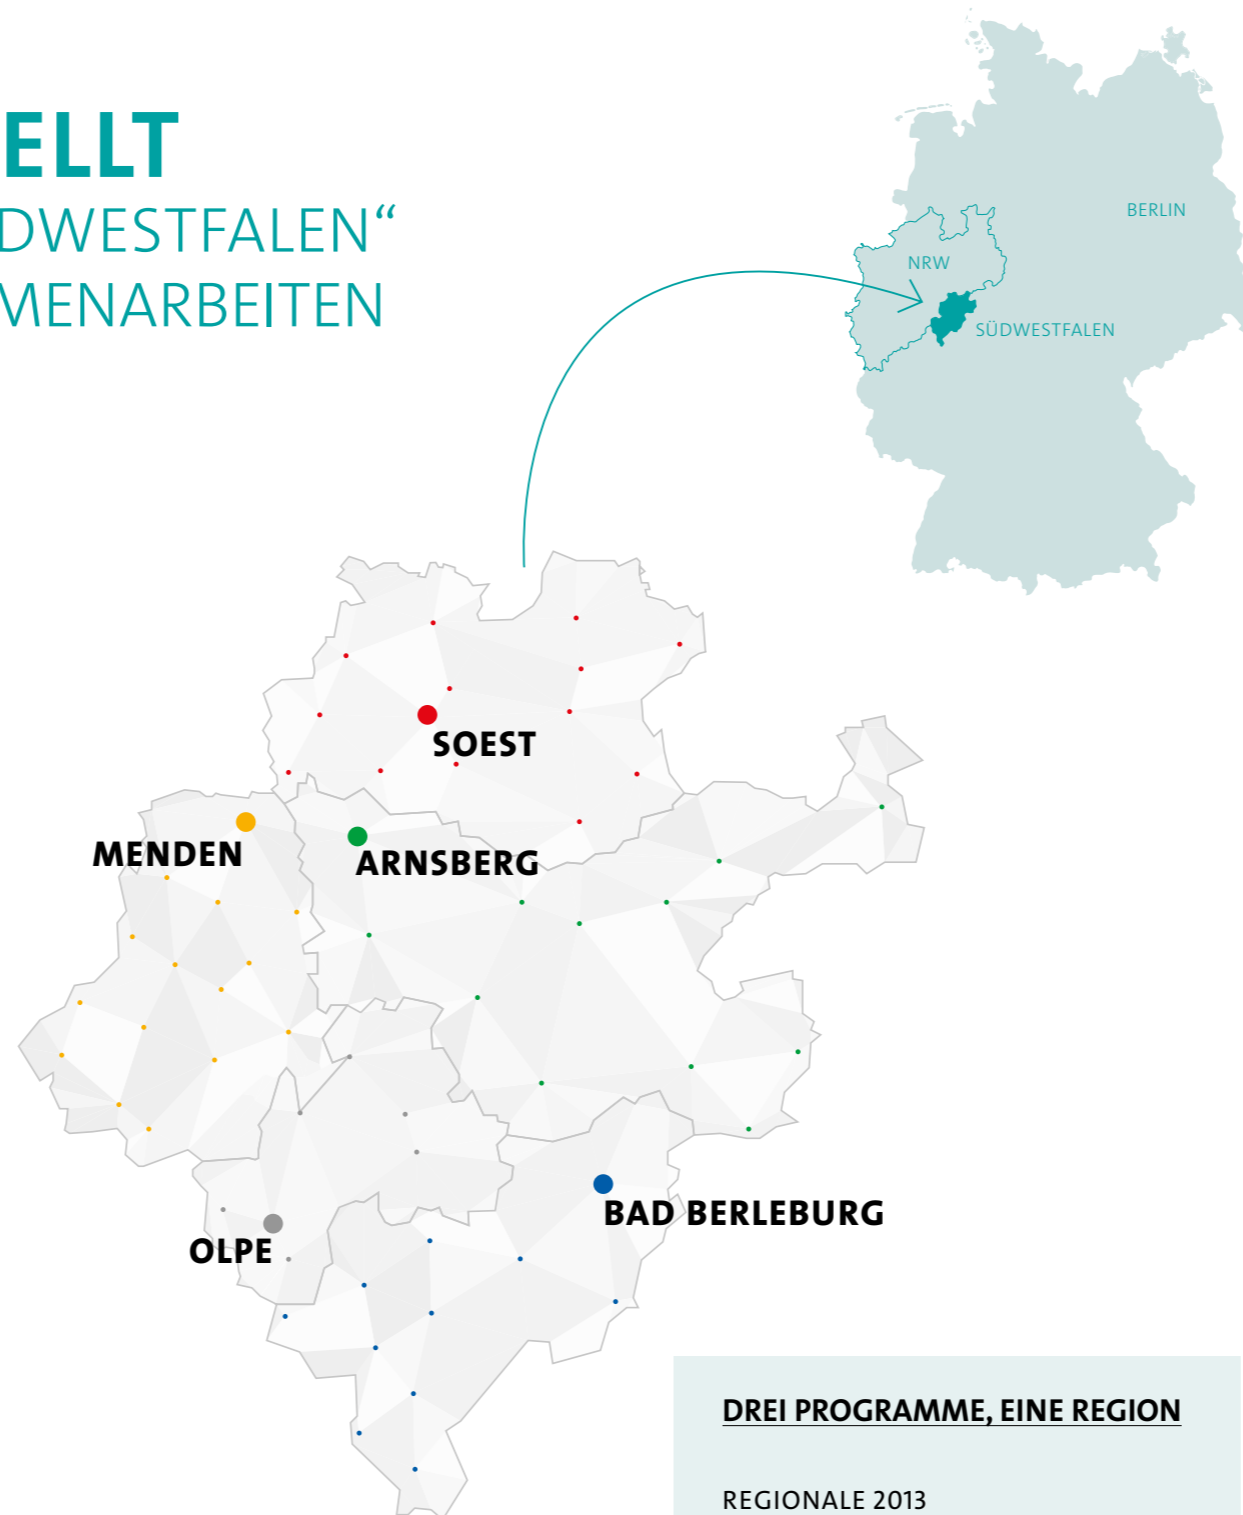 ELLT
DWESTFALEN“
MENARBEITEN
BERLIN
NRW
SÜDWESTFALEN
SOEST
MENDEN
ARNSBERG
BAD BERLEBURG
OLPE
DREI PROGRAMME, EINE REGION
REGIONALE 2013